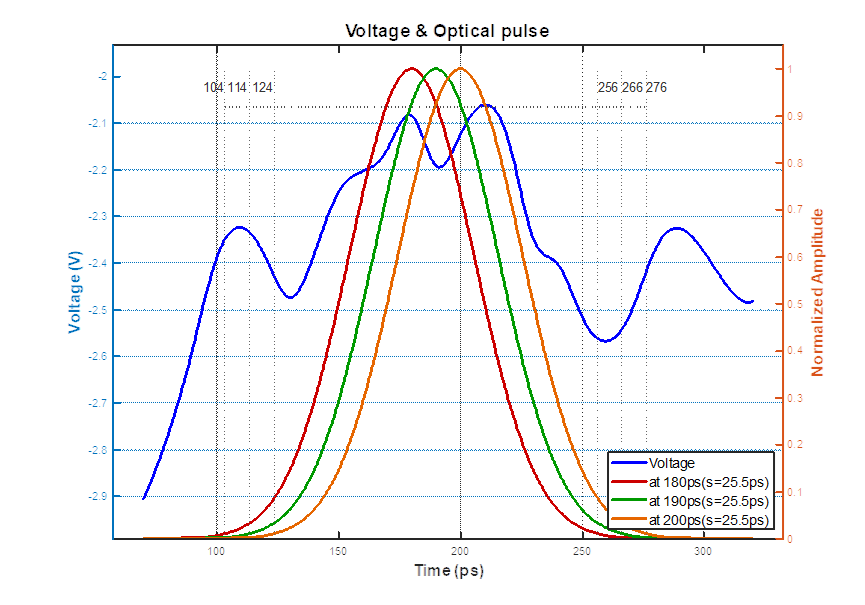 Voltage & Optical pulse
104 114 124
256 266 276
-2
-2.1
-2.2
-2.3
-2.4
-2.5
-2.6
-2.7
-2.8
-2.9
Voltage (V)
1
0.9
0.8
0.7
0.6
0.5
0.4
0.3
0.2
0.1
0
Normalized Amplitude
Voltage
at 180ps(s=25.5ps)
at 190ps(s=25.5ps)
at 200ps(s=25.5ps)
100 150 200 250 300
Time (ps)